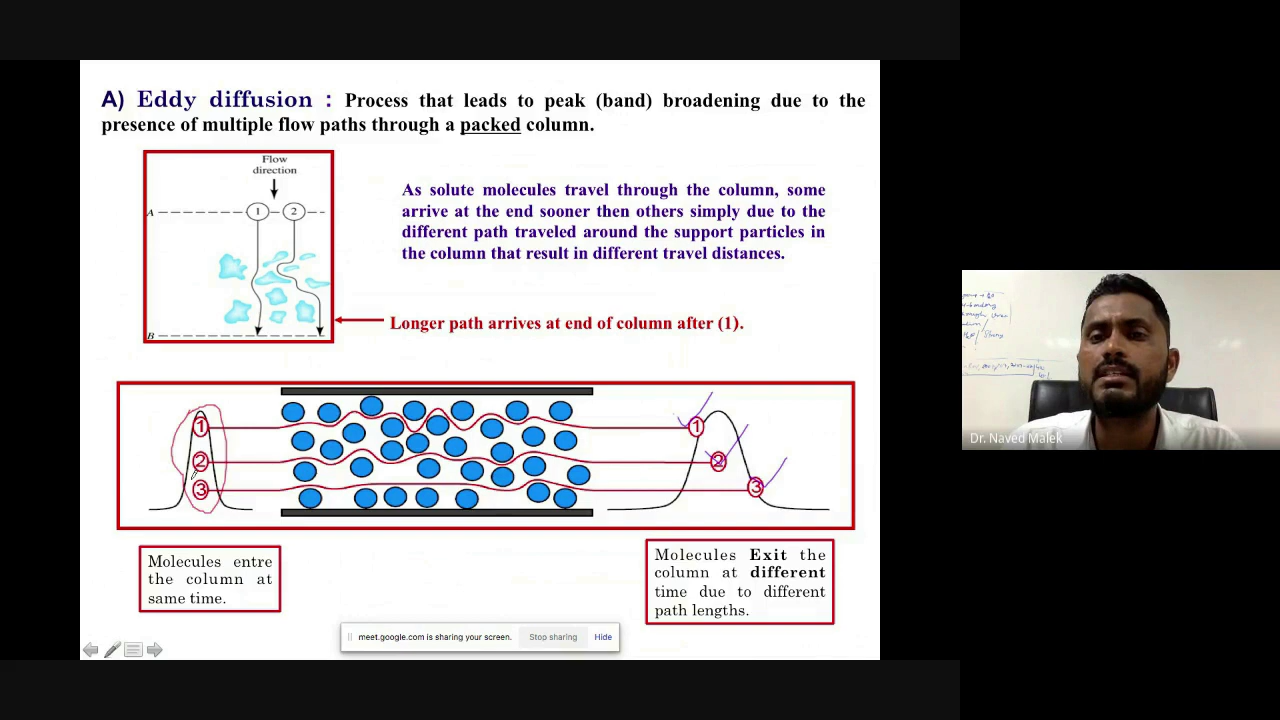 A) Eddy diffusion : Process that leads to peak (band) broadening due to the
presence of multiple flow paths through a packed column.
Flow
direction
A
1
2
B
As solute molecules travel through the column, some
arrive at the end sooner then others simply due to the
different path traveled around the support particles in
the column that result in different travel distances.
Longer path arrives at end of column after (1).
1
2
3
1
2
3
Molecules entre
the column at
same time.
Molecules Exit the
column at different
time due to different
path lengths.
meet.google.com is sharing your screen. Stop sharing Hide
Dr. Naved Malek